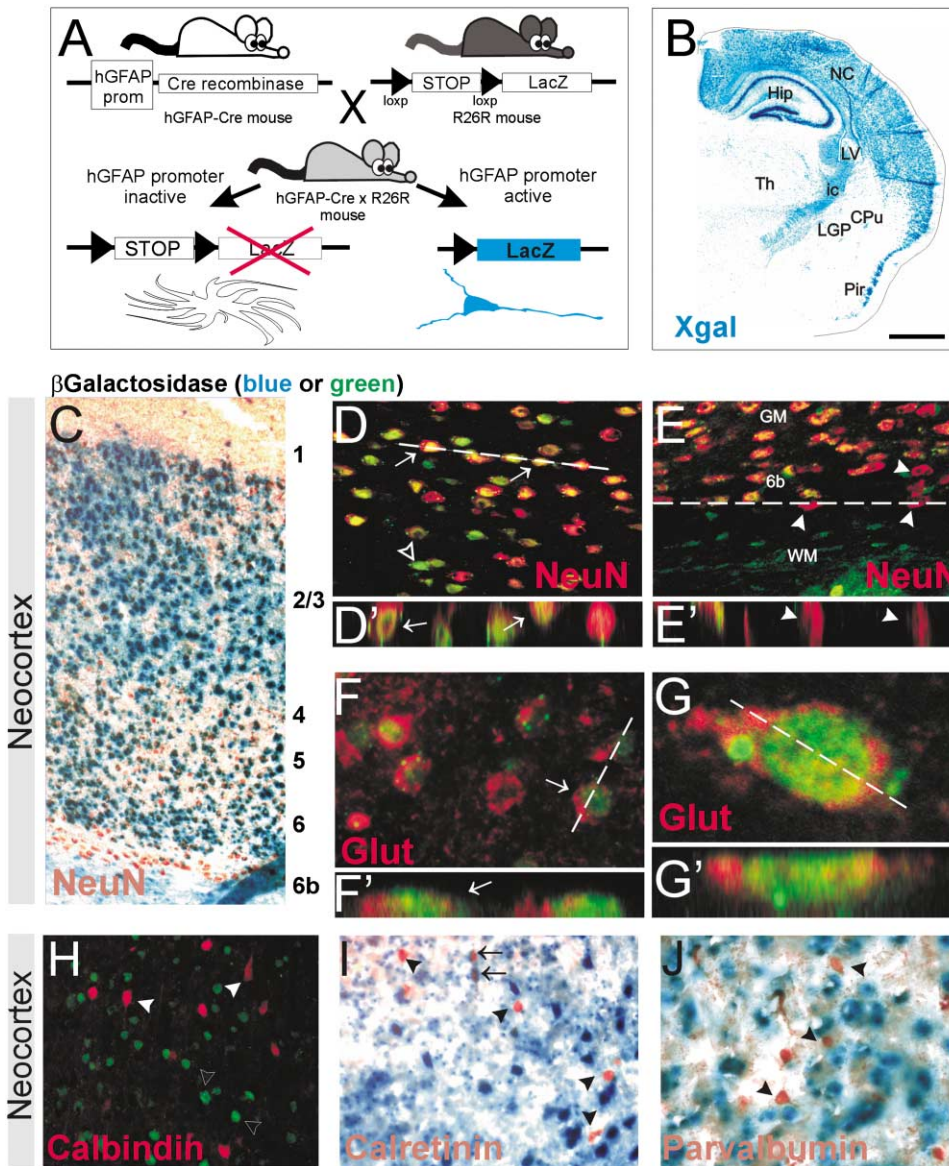 A
hGFAP
prom
Cre recombinase
hGFAP-Cre mouse
X
STOP
LacZ
loxp
loxp
R26R mouse
hGFAP promoter
inactive
hGFAP-Cre x R26R
mouse
hGFAP promoter
active
STOP
LacZ
LacZ
B
NC
Hip
LV
Th
ic
CPu
LGP
Pir
Xgal
βGalactosidase (blue or green)
Neocortex
C
1
2/3
4
5
6
6b
NeuN
D
NeuN
D'
E
GM
6b
WM
NeuN
E'
F
Glut
F'
G
Glut
G'
Neocortex
H
Calbindin
I
Calretinin
J
Parvalbumin